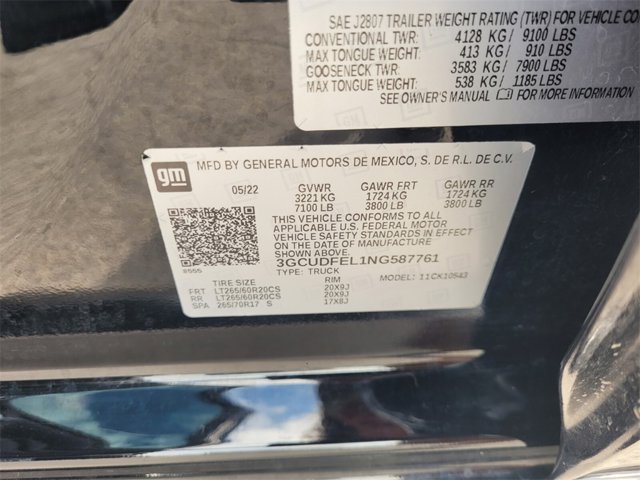 SAE J2807 TRAILER WEIGHT RATING (TWR) FOR VEHICLE CO
CONVENTIONAL TWR: 4128 KG / 9100 LBS
MAX TONGUE WEIGHT: 413 KG / 910 LBS
GOOSENECK TWR: 3583 KG / 7900 LBS
MAX TONGUE WEIGHT: 538 KG / 1185 LBS
SEE OWNER'S MANUAL FOR MORE INFORMATION
gm
MFD BY GENERAL MOTORS DE MEXICO, S. DE R.L. DE C.V.
05/22 GVWR GAWR FRT GAWR RR
3221 KG 1724 KG 1724 KG
7100 LB 3800 LB 3800 LB
THIS VEHICLE CONFORMS TO ALL
APPLICABLE U.S. FEDERAL MOTOR
VEHICLE SAFETY STANDARDS IN EFFECT
ON THE DATE OF MANUFACTURE SHOWN ABOVE.
3GCUDFEL1NG587761
TYPE: TRUCK MODEL: 11CK10543
TIRE SIZE RIM
FRT LT265/60R20CS 20X9J
RR LT265/60R20CS 20X9J
SPA 265/70R17 S 17X8J